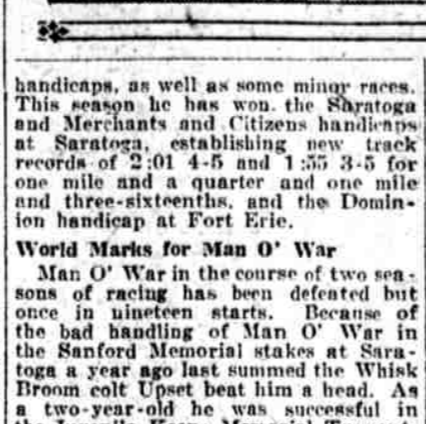 handicaps, as well as some minor races.
This season he has won the Saratoga
and Merchants and Citizens handicaps
at Saratoga, establishing new track
records of 2:01 4-5 and 1:55 3-5 for
one mile and a quarter and one mile
and three-sixteenths, and the Domin-
ion handicap at Fort Erie.
World Marks for Man O' War
Man O' War in the course of two sea-
sons of racing has been defeated but
once in nineteen starts. Because of
the bad handling of Man O' War in
the Sanford Memorial stakes at Sara-
toga a year ago last summed the Whisk
Broom colt Upset beat him a head. As
a two-year-old he was successful in